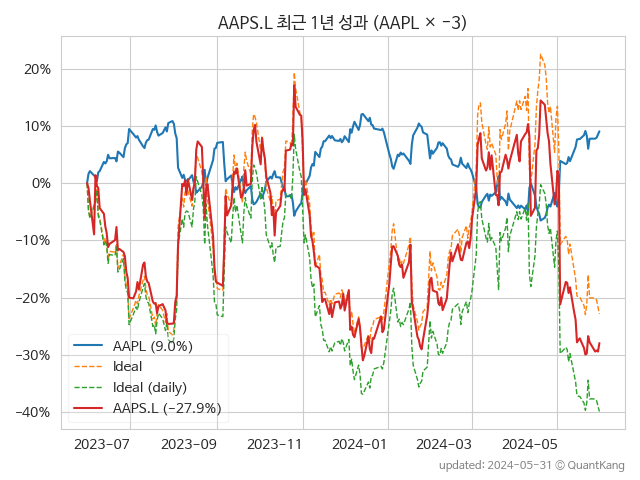 AAPS.L 최근 1년 성과 (AAPL × −3)
20%
10%
0%
−10%
−20%
−30%
−40%
AAPL (9.0%)
Ideal
Ideal (daily)
AAPS.L (−27.9%)
2023-07 2023-09 2023-11 2024-01 2024-03 2024-05
updated: 2024-05-31 © QuantKang